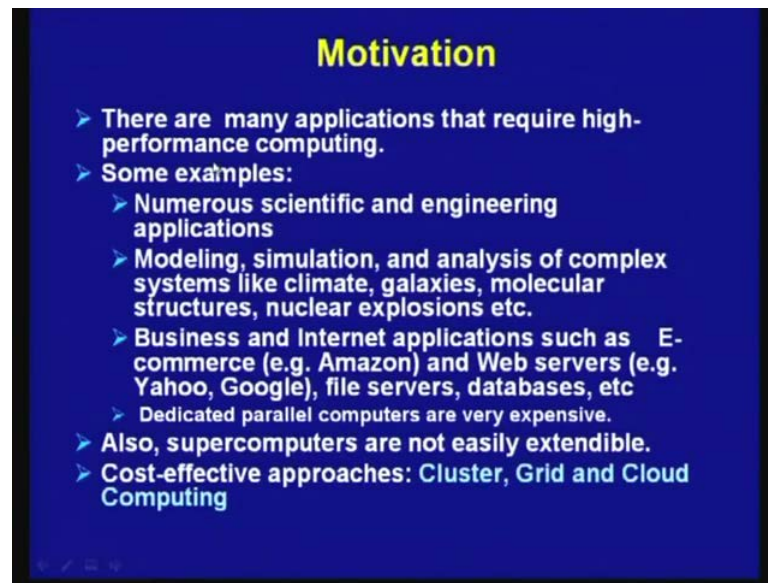 Motivation
➢ There are many applications that require high-
performance computing.
➢ Some examples:
➢ Numerous scientific and engineering
applications
➢ Modeling, simulation, and analysis of complex
systems like climate, galaxies, molecular
structures, nuclear explosions etc.
➢ Business and Internet applications such as E-
commerce (e.g. Amazon) and Web servers (e.g.
Yahoo, Google), file servers, databases, etc
➢ Dedicated parallel computers are very expensive.
➢ Also, supercomputers are not easily extendible.
➢ Cost-effective approaches: Cluster, Grid and Cloud
Computing